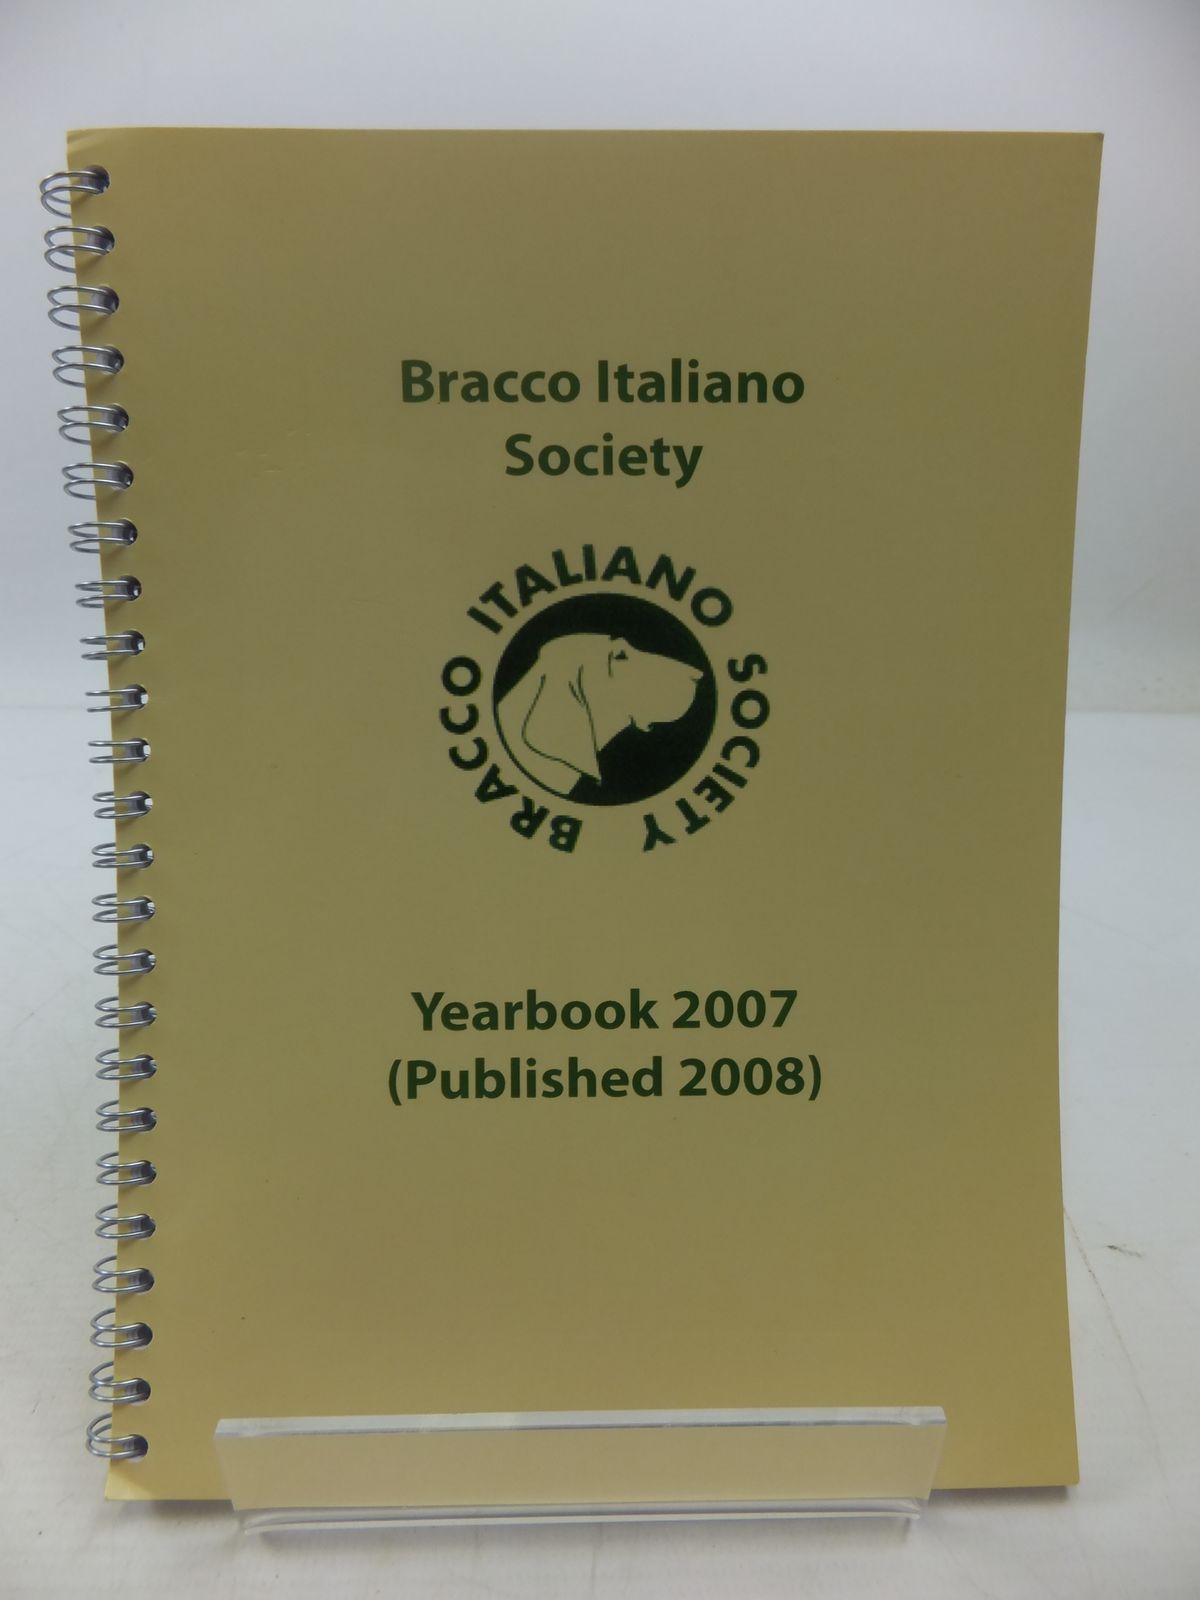 Bracco Italiano
Society
BRACCO ITALIANO SOCIETY
Yearbook 2007
(Published 2008)